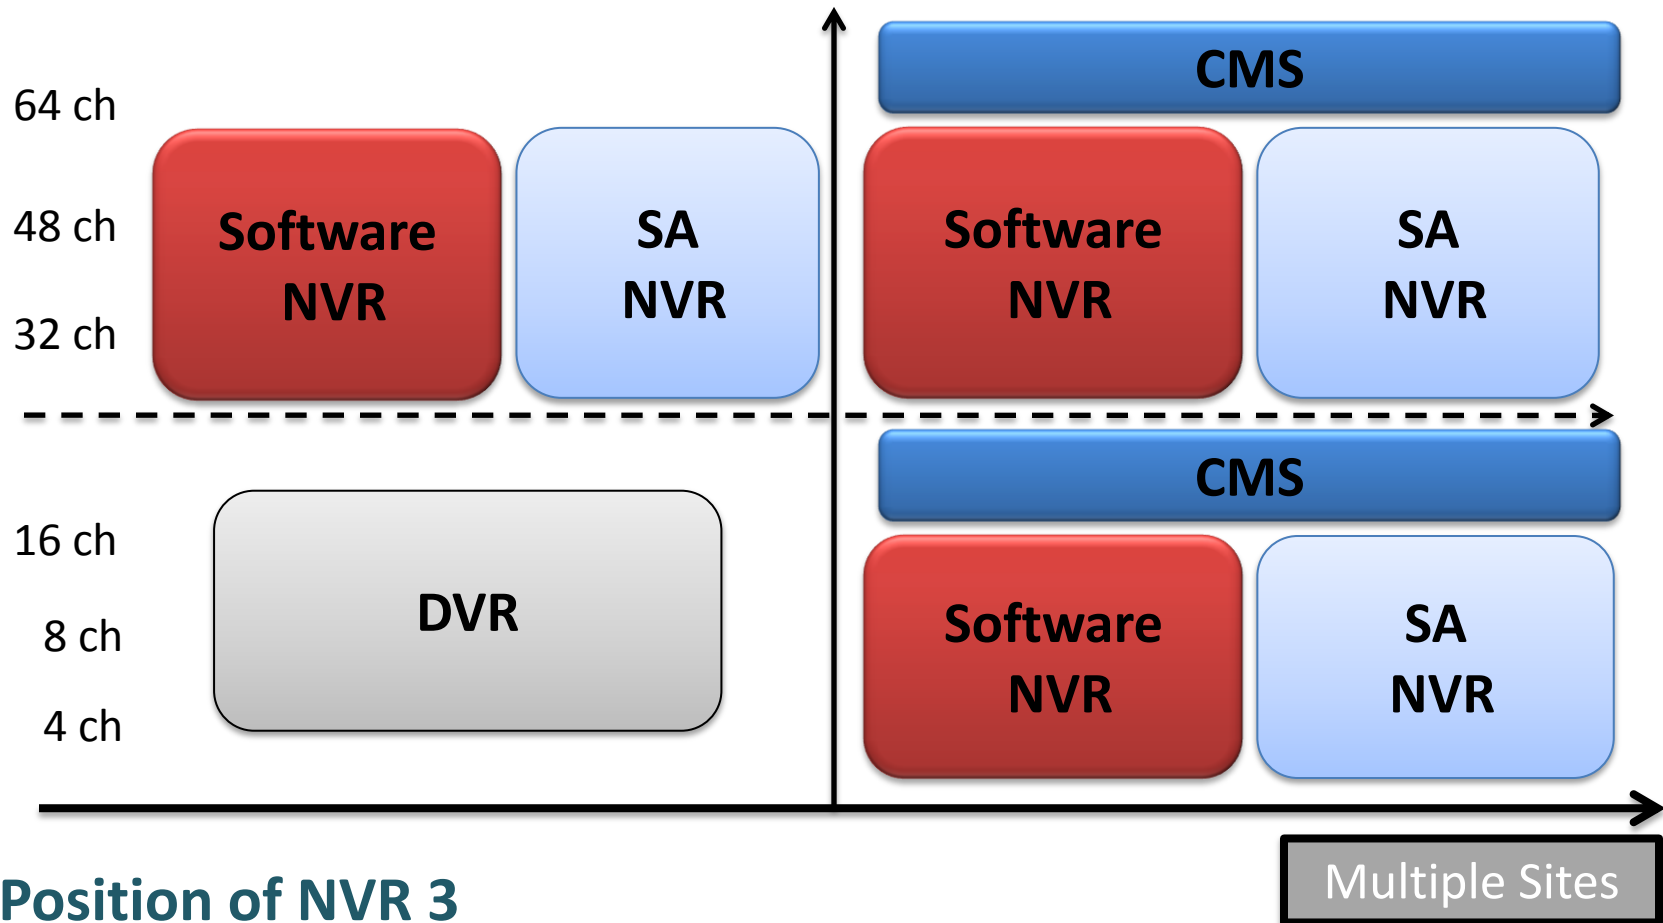 CMS
64 ch
48 ch
32 ch
Software
NVR
SA
NVR
Software
NVR
SA
NVR
CMS
16 ch
8 ch
4 ch
DVR
Software
NVR
SA
NVR
Multiple Sites
Position of NVR 3